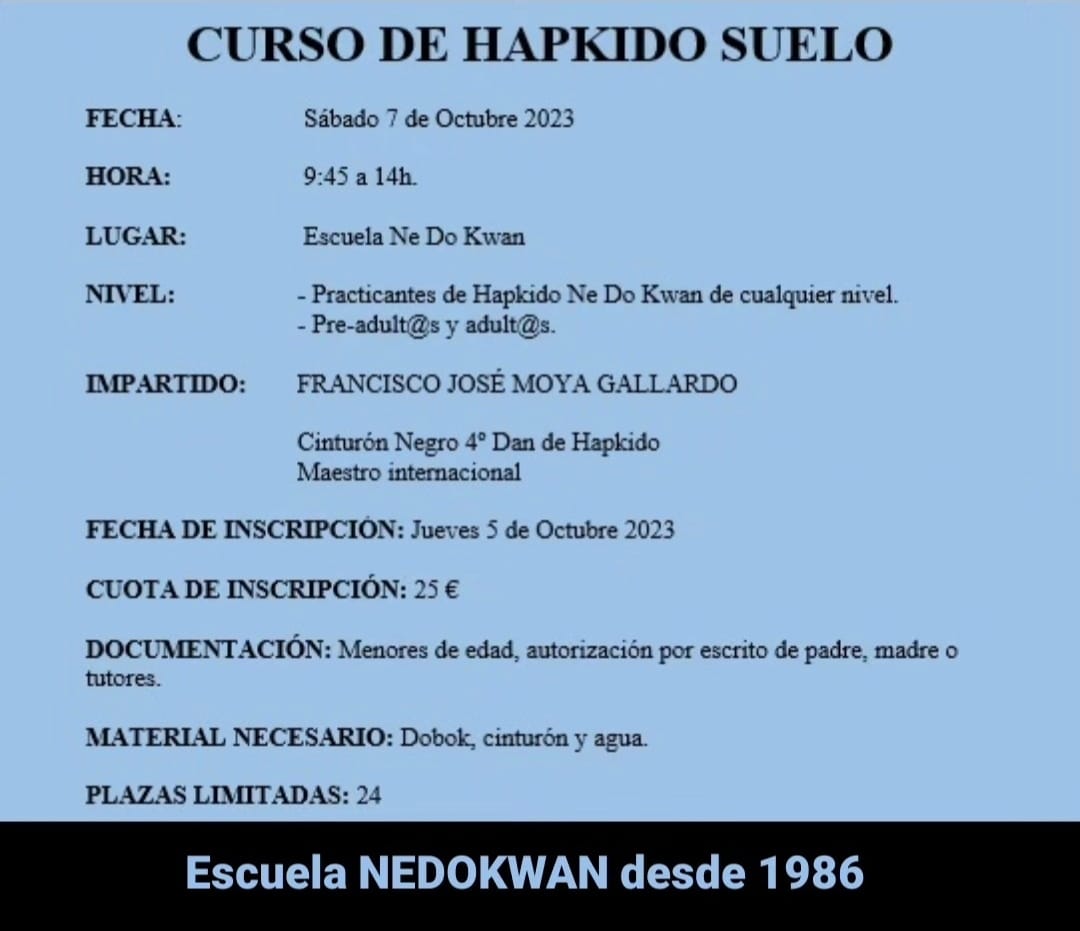 CURSO DE HAPKIDO SUELO
FECHA: Sábado 7 de Octubre 2023
HORA: 9:45 a 14h.
LUGAR: Escuela Ne Do Kwan
NIVEL: - Practicantes de Hapkido Ne Do Kwan de cualquier nivel.
- Pre-adult@s y adult@s.
IMPARTIDO: FRANCISCO JOSÉ MOYA GALLARDO
Cinturón Negro 4º Dan de Hapkido
Maestro internacional
FECHA DE INSCRIPCIÓN: Jueves 5 de Octubre 2023
CUOTA DE INSCRIPCIÓN: 25 €
DOCUMENTACIÓN: Menores de edad, autorización por escrito de padre, madre o
tutores.
MATERIAL NECESARIO: Dobok, cinturón y agua.
PLAZAS LIMITADAS: 24
Escuela NEDOKWAN desde 1986